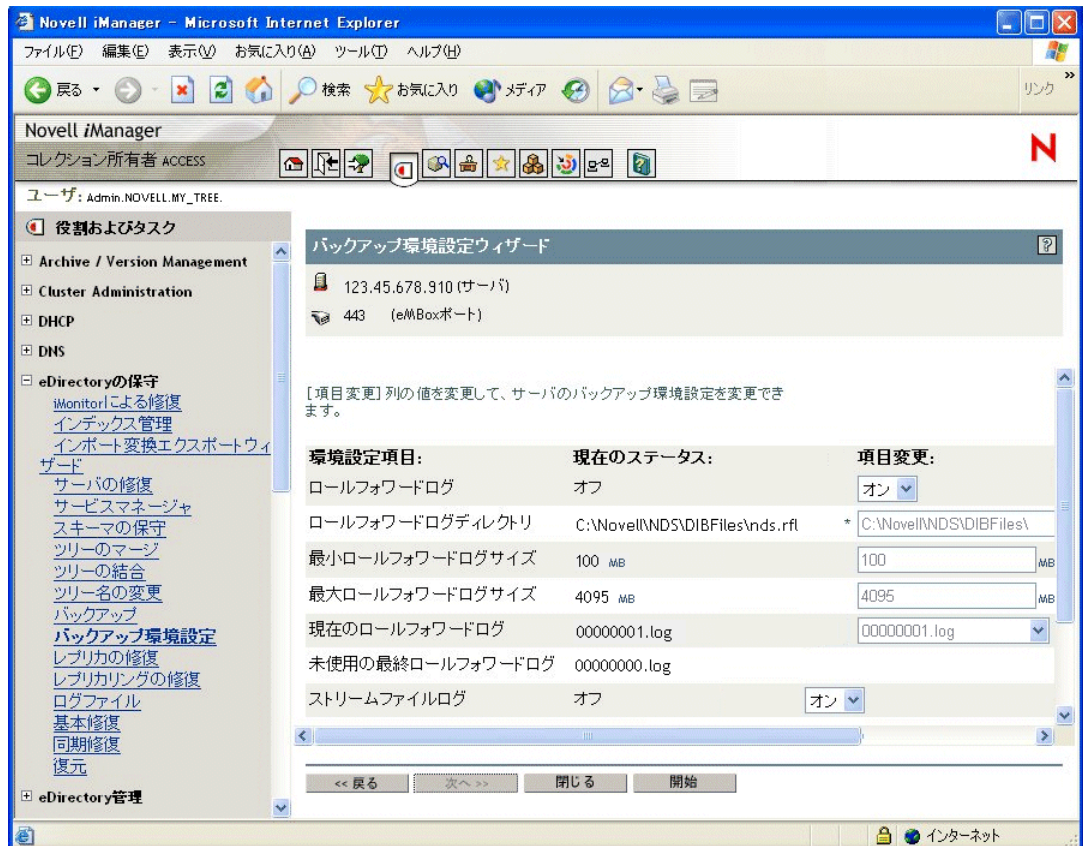 Novell iManager - Microsoft Internet Explorer
ファイル(F) 編集(E) 表示(V) お気に入り(A) ツール(T) ヘルプ(H)
戻る 検索 お気に入り メディア リンク »
Novell iManager
コレクション所有者 ACCESS
N
ユーザ: Admin.NOVELL.MY_TREE.
役割およびタスク
Archive / Version Management
Cluster Administration
DHCP
DNS
eDirectoryの保守
iMonitorによる修復
インデックス管理
インポート変換エクスポートウィ
ザード
サーバの修復
サービスマネージャ
スキーマの保守
ツリーのマージ
ツリーの結合
ツリー名の変更
バックアップ
バックアップ環境設定
レプリカの修復
レプリカリングの修復
ログファイル
基本修復
同期修復
復元
eDirectory管理
バックアップ環境設定ウィザード ?
123.45.678.910 (サーバ)
443 (eMBoxポート)
[項目変更] 列の値を変更して、サーバのバックアップ環境設定を変更でき
ます。
環境設定項目: 現在のステータス: 項目変更:
ロールフォワードログ オフ オン
ロールフォワードログディレクトリ C:\Novell\NDS\DIBFiles\nds.rfl * C:\Novell\NDS\DIBFiles\
最小ロールフォワードログサイズ 100 MB 100 MB
最大ロールフォワードログサイズ 4095 MB 4095 MB
現在のロールフォワードログ 00000001.log 00000001.log
未使用の最終ロールフォワードログ 00000000.log
ストリームファイルログ オフ オン
<< 戻る 次へ >> 閉じる 開始
インターネット